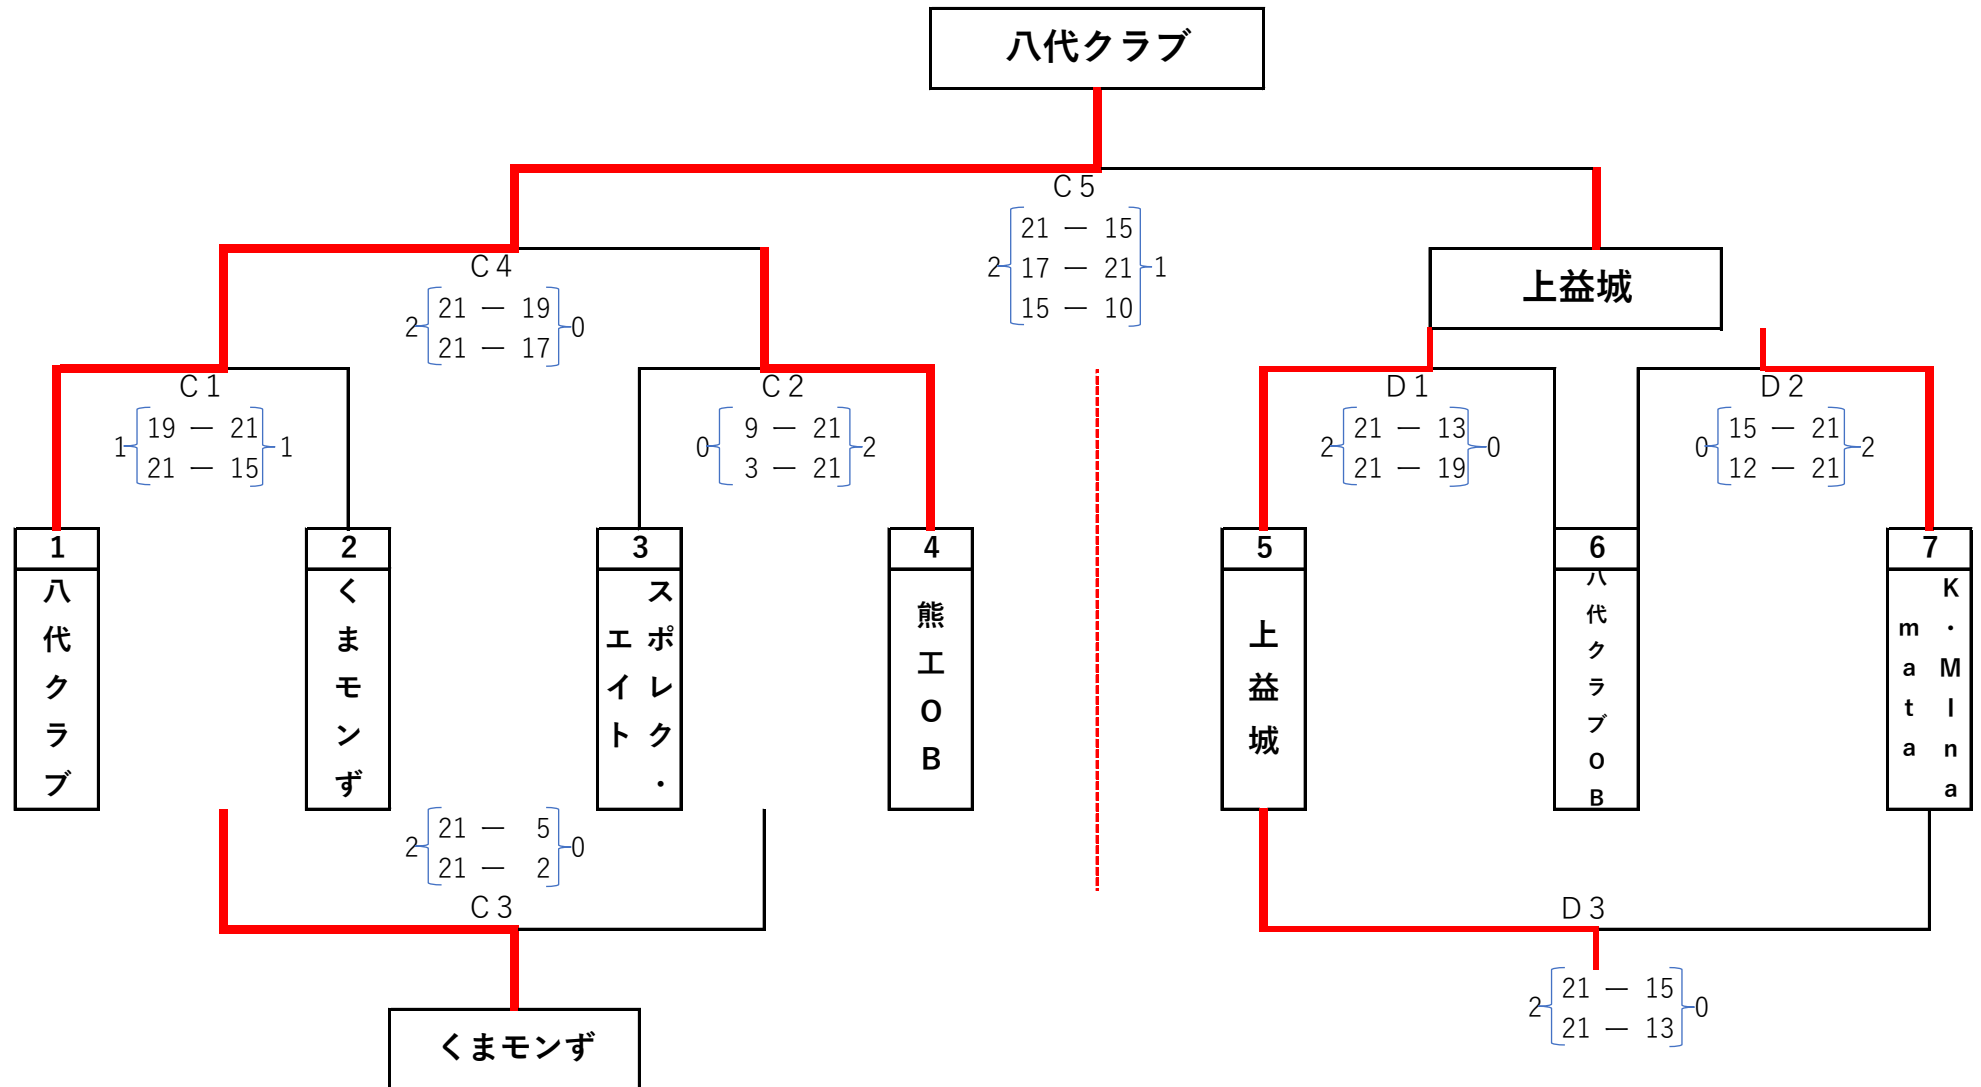 八代クラブ
C5
21 — 15
2 17 — 21 1
15 — 10
上益城
C4
21 — 19
2 0
21 — 17
C1
19 — 21
1 1
21 — 15
C2
9 — 21
0 2
3 — 21
D1
21 — 13
2 0
21 — 19
D2
15 — 21
0 2
12 — 21
1
八代クラブ
2
くまモンず
3
スポレク・
エイト
4
熊工OB
5
上益城
6
八代クラブOB
7
K・MIna
mata
21 — 5
2 0
21 — 2
C3
くまモンず
D3
21 — 15
2 0
21 — 13